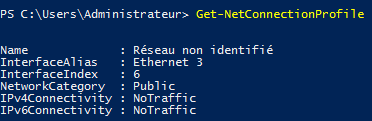 PS C:\Users\Administrateur> Get-NetConnectionProfile
Name             : Réseau non identifié
InterfaceAlias   : Ethernet 3
InterfaceIndex   : 6
NetworkCategory  : Public
IPv4Connectivity : NoTraffic
IPv6Connectivity : NoTraffic